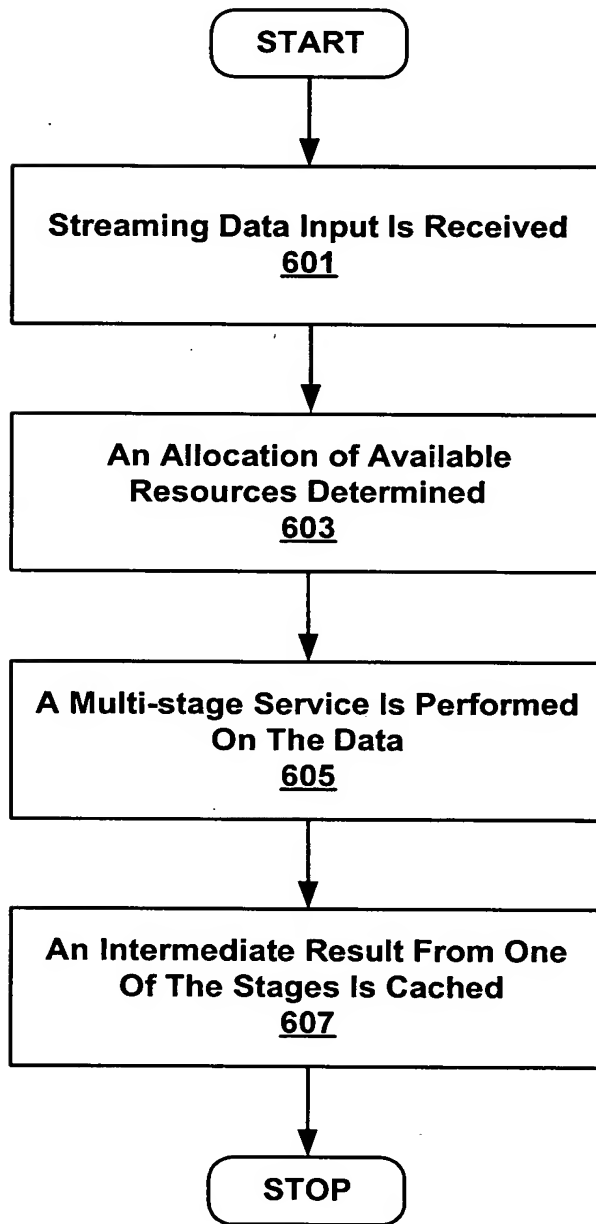 START
Streaming Data Input Is Received
601
An Allocation of Available
Resources Determined
603
A Multi-stage Service Is Performed
On The Data
605
An Intermediate Result From One
Of The Stages Is Cached
607
STOP